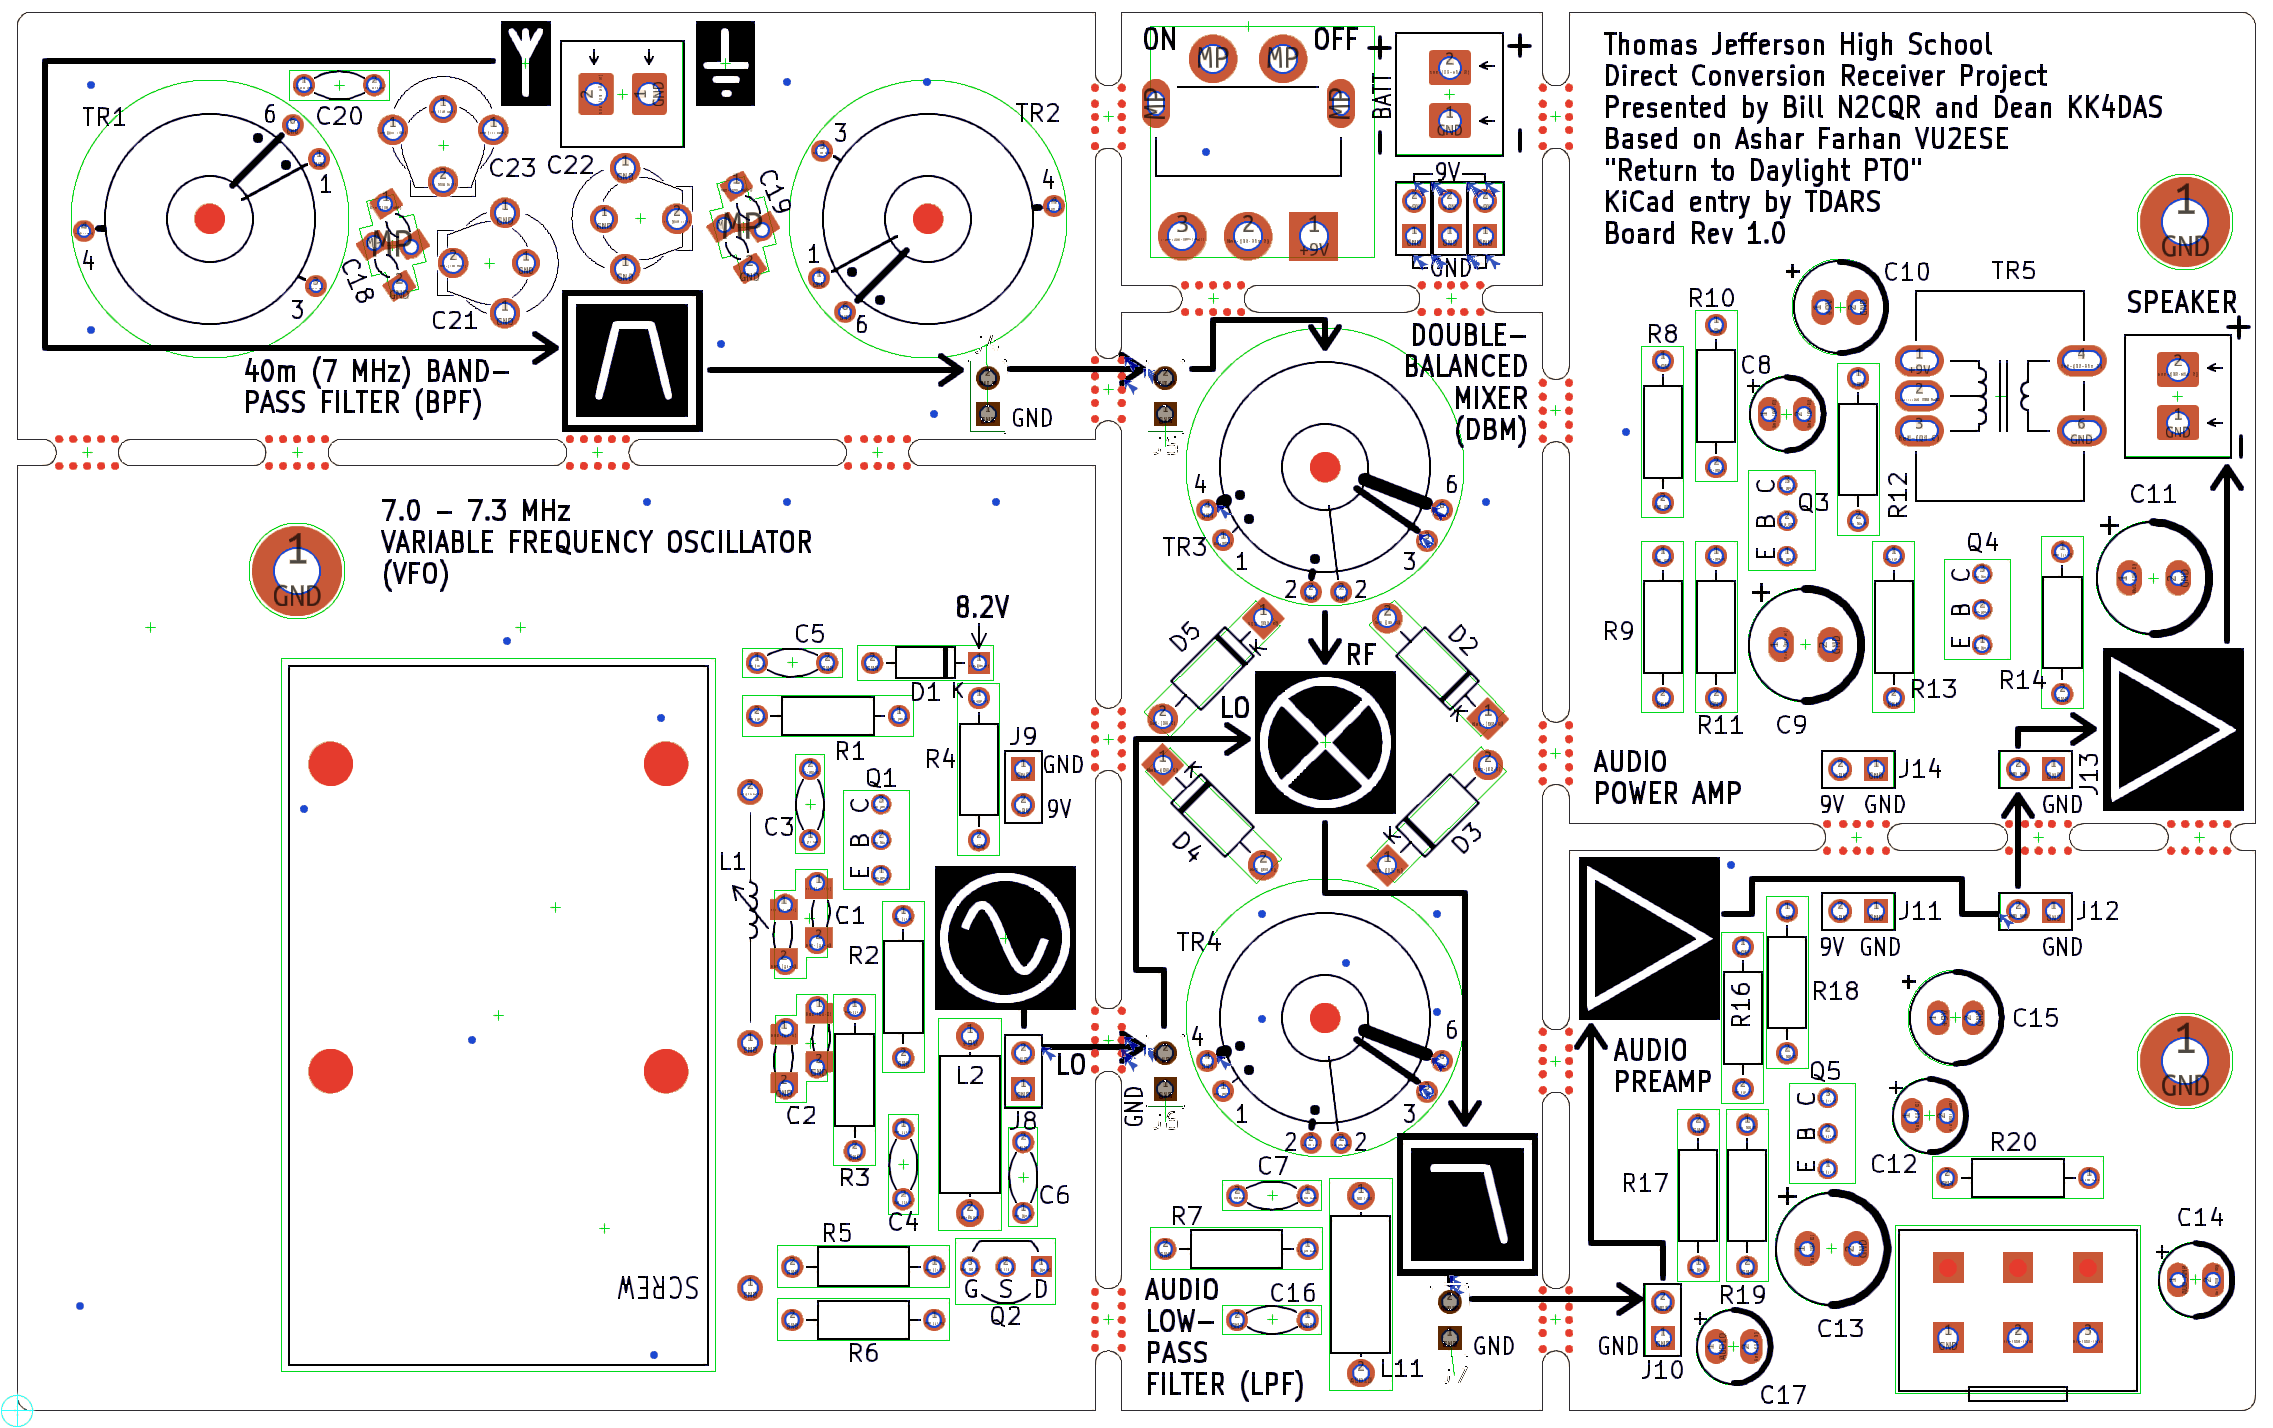 TR1
6
1
4
3
C20
C23
C22
C19
C18
C21
TR2
3
4
1
6
40m (7 MHz) BAND-
PASS FILTER (BPF)
GND
ON
OFF
BATT
+
-
+
-
MP
MP
MP
MP
MP
MP
3
2
1
+9V
9V
GND
Thomas Jefferson High School
Direct Conversion Receiver Project
Presented by Bill N2CQR and Dean KK4DAS
Based on Ashar Farhan VU2ESE
"Return to Daylight PTO"
KiCad entry by TDARS
Board Rev 1.0
1
GND
DOUBLE-
BALANCED
MIXER
(DBM)
TR3
4
1
2
2
3
6
D5
K
D2
K
D4
K
D3
K
RF
LO
TR4
4
1
2
2
3
6
C7
R7
C16
L11
AUDIO
LOW-
PASS
FILTER (LPF)
GND
GND
7.0 - 7.3 MHz
VARIABLE FREQUENCY OSCILLATOR
(VFO)
1
GND
8.2V
C5
D1 K
R1
R4
J9
GND
9V
Q1
C
B
E
C3
L1
C1
R2
C2
R3
L2
LO
J8
C4
C6
R5
R6
G S D
Q2
SCREW
R10
R8
C10
C8
TR5
SPEAKER
+
-
R12
Q3
C
B
E
Q4
C
B
E
C11
R9
R11
C9
R13
R14
AUDIO
POWER AMP
J14
9V GND
J13
GND
J11
9V GND
J12
GND
R16
R18
C15
AUDIO
PREAMP
Q5
C
B
E
C12
R20
R17
R19
C13
C14
GND
J10
C17
1
GND